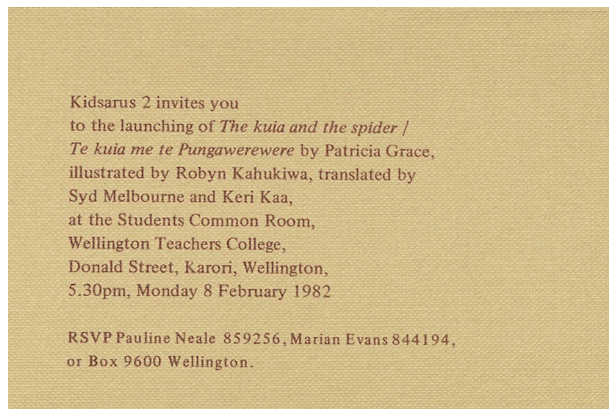 Kidsarus 2 invites you
to the launching of The kuia and the spider /
Te kuia me te Pungawerewere by Patricia Grace,
illustrated by Robyn Kahukiwa, translated by
Syd Melbourne and Keri Kaa,
at the Students Common Room,
Wellington Teachers College,
Donald Street, Karori, Wellington,
5.30pm, Monday 8 February 1982
RSVP Pauline Neale 859256, Marian Evans 844194,
or Box 9600 Wellington.